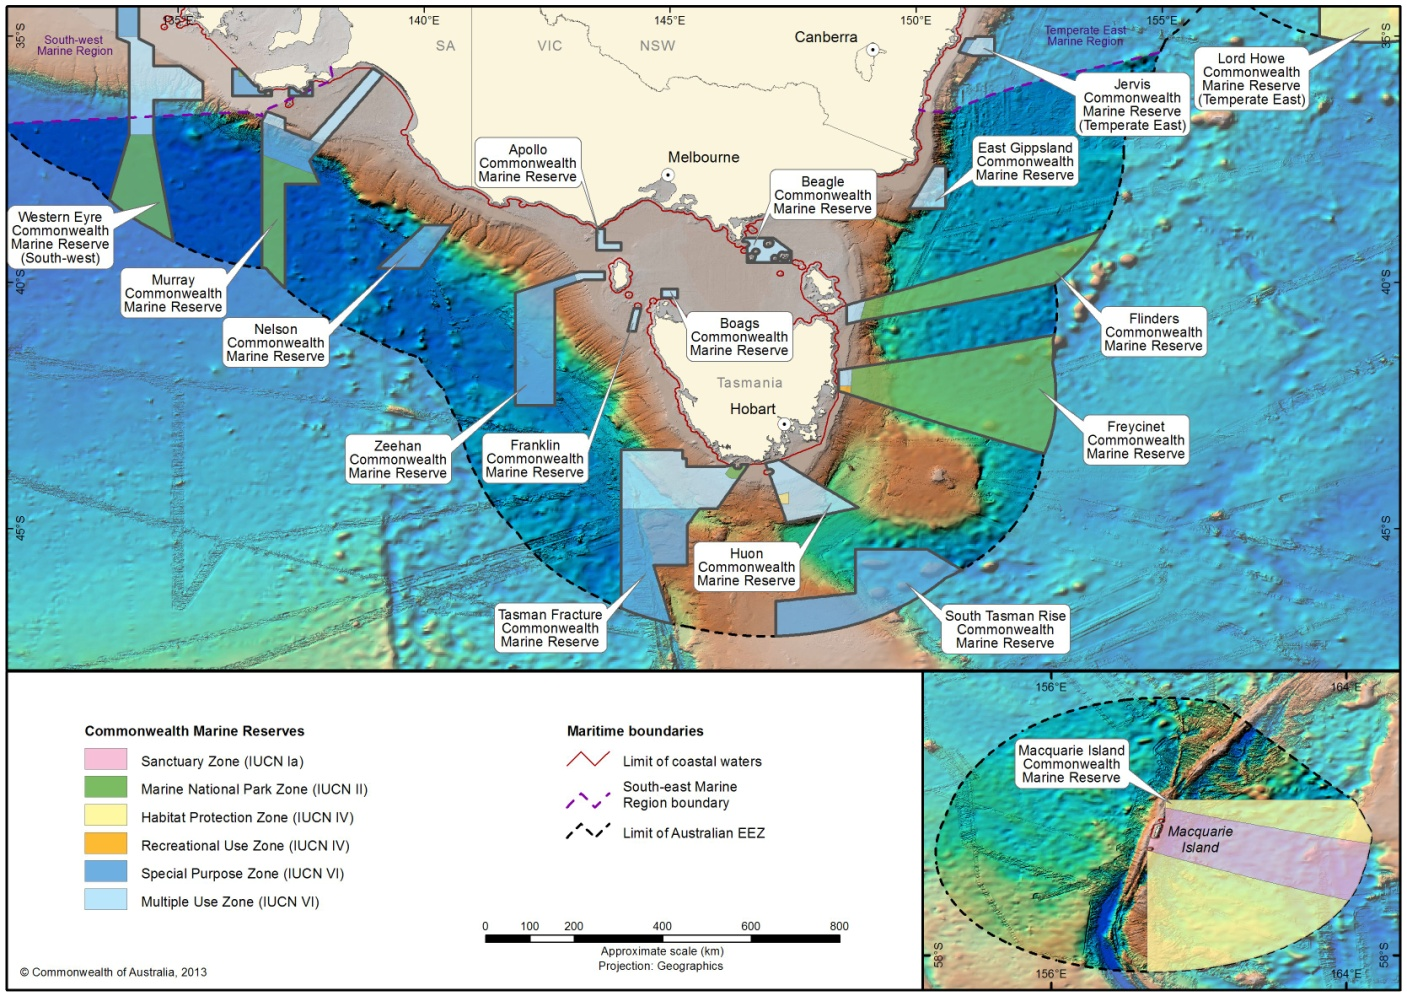 135°E
140°E
145°E
150°E
155°E
35°S
35°S
South-west
Marine Region
SA
VIC
NSW
Canberra
Temperate East
Marine Region
Lord Howe
Commonwealth
Marine Reserve
(Temperate East)
Jervis
Commonwealth
Marine Reserve
(Temperate East)
Apollo
Commonwealth
Marine Reserve
Melbourne
East Gippsland
Commonwealth
Marine Reserve
Beagle
Commonwealth
Marine Reserve
Western Eyre
Commonwealth
Marine Reserve
(South-west)
Murray
Commonwealth
Marine Reserve
40°S
40°S
Nelson
Commonwealth
Marine Reserve
Boags
Commonwealth
Marine Reserve
Flinders
Commonwealth
Marine Reserve
Tasmania
Hobart
Zeehan
Commonwealth
Marine Reserve
Franklin
Commonwealth
Marine Reserve
Freycinet
Commonwealth
Marine Reserve
45°S
45°S
Huon
Commonwealth
Marine Reserve
Tasman Fracture
Commonwealth
Marine Reserve
South Tasman Rise
Commonwealth
Marine Reserve
Commonwealth Marine Reserves
Sanctuary Zone (IUCN Ia)
Marine National Park Zone (IUCN II)
Habitat Protection Zone (IUCN IV)
Recreational Use Zone (IUCN IV)
Special Purpose Zone (IUCN VI)
Multiple Use Zone (IUCN VI)
Maritime boundaries
Limit of coastal waters
South-east Marine
Region boundary
Limit of Australian EEZ
0 100 200 400 600 800
Approximate scale (km)
Projection: Geographics
© Commonwealth of Australia, 2013
156°E
164°E
Macquarie Island
Commonwealth
Marine Reserve
Macquarie
Island
58°S
58°S
156°E
164°E